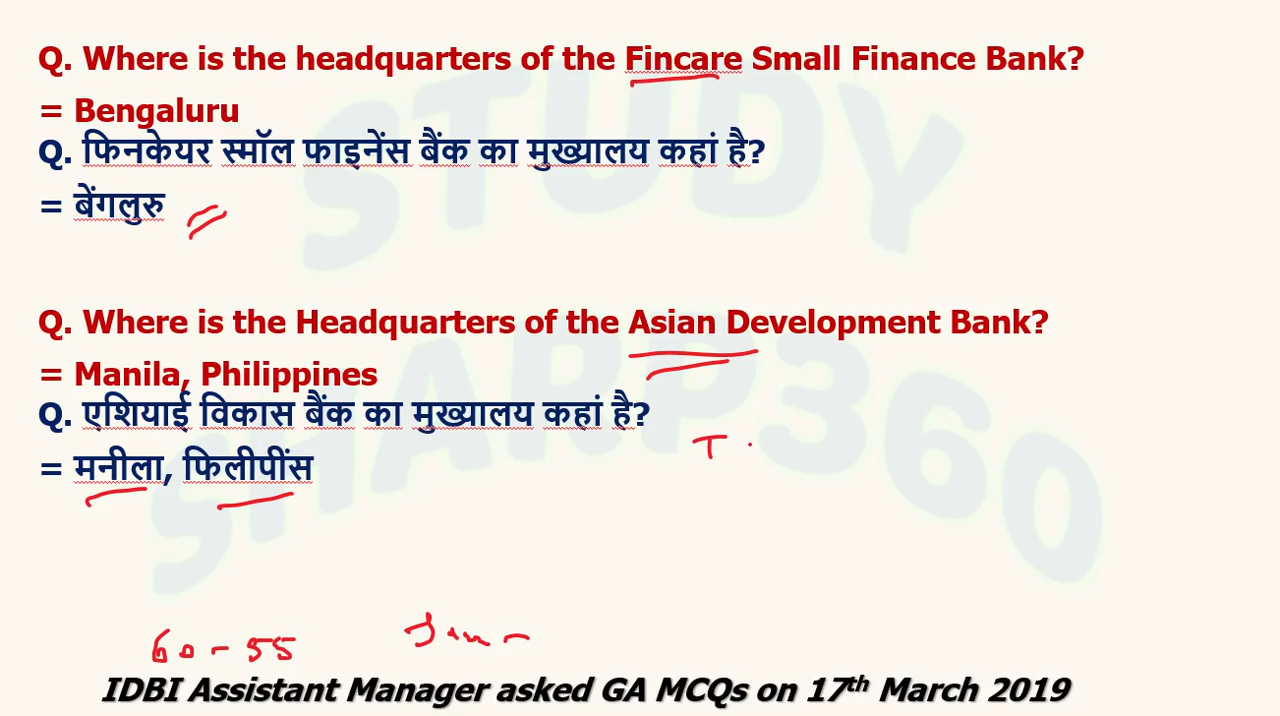 Q. Where is the headquarters of the Fincare Small Finance Bank?
= Bengaluru
Q. फिनकेयर स्मॉल फाइनेंस बैंक का मुख्यालय कहां है?
= बेंगलुरु
Q. Where is the Headquarters of the Asian Development Bank?
= Manila, Philippines
Q. एशियाई विकास बैंक का मुख्यालय कहां है?
= मनीला, फिलीपींस
T
STUDY
SHARP360
60-55
IDBI Assistant Manager asked GA MCQs on 17th March 2019